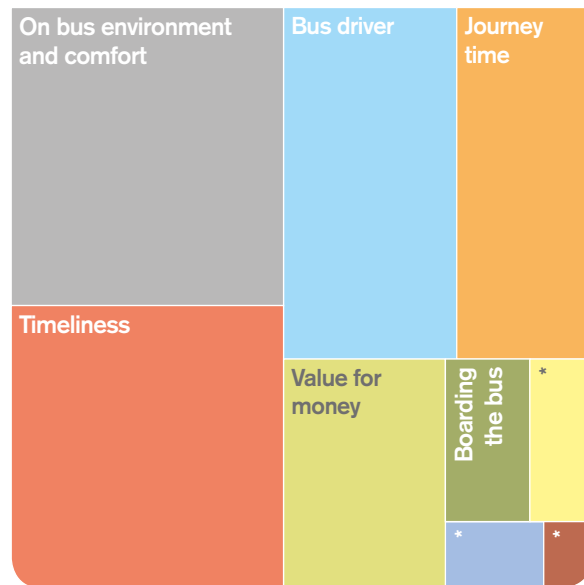 On bus environment
and comfort
Bus driver
Journey
time
Timeliness
Value for
money
Boarding
the bus
*
*
*